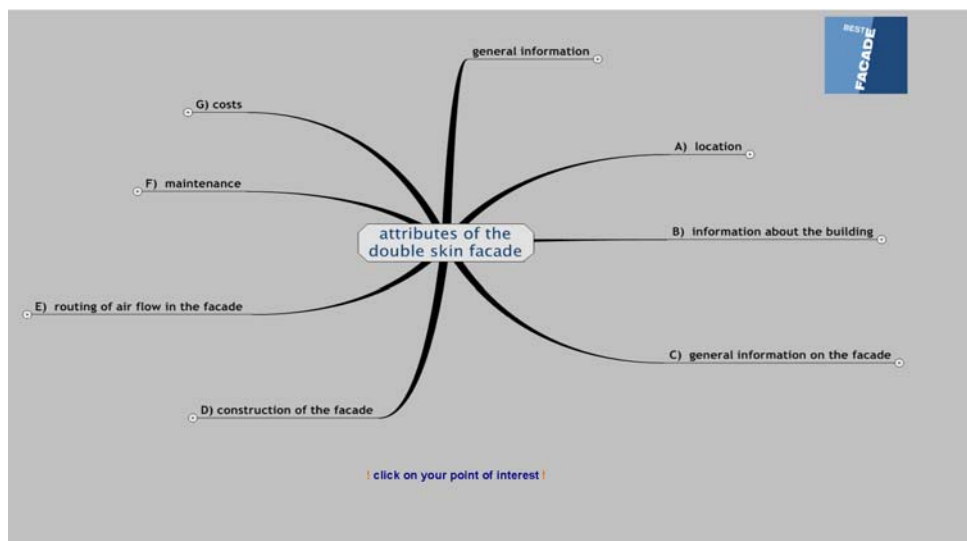 general information
BESTE
FACADE
G) costs
A) location
F) maintenance
attributes of the
double skin facade
B) information about the building
E) routing of air flow in the facade
C) general information on the facade
D) construction of the facade
! click on your point of interest !